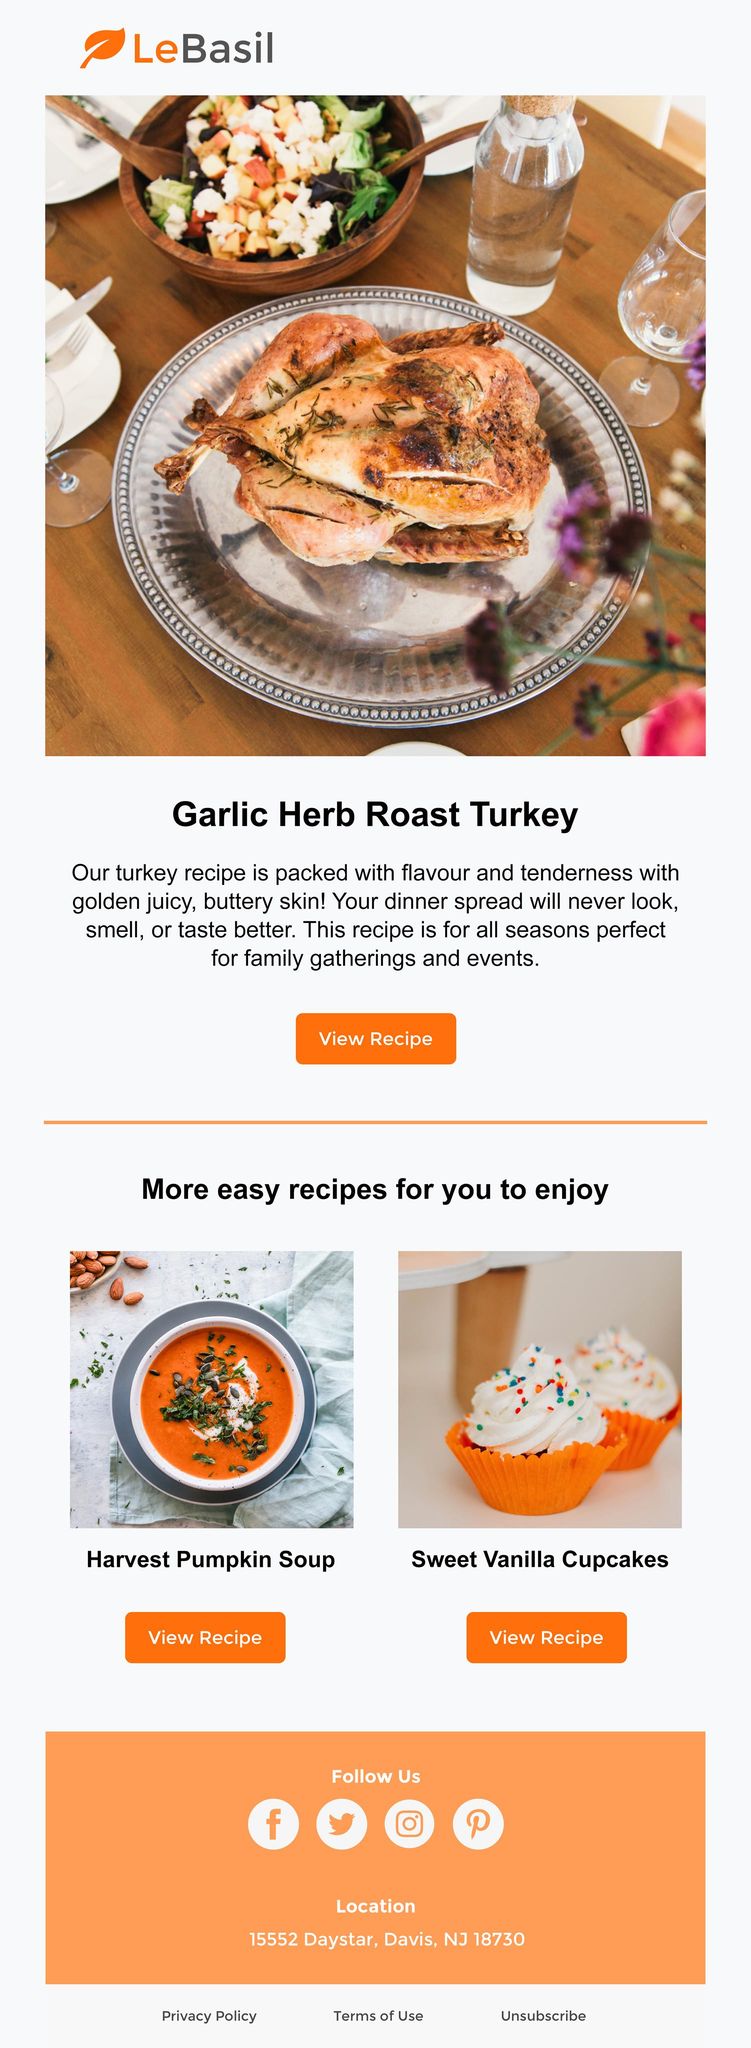 LeBasil
Garlic Herb Roast Turkey
Our turkey recipe is packed with flavour and tenderness with
golden juicy, buttery skin! Your dinner spread will never look,
smell, or taste better. This recipe is for all seasons perfect
for family gatherings and events.
View Recipe
More easy recipes for you to enjoy
Harvest Pumpkin Soup
View Recipe
Sweet Vanilla Cupcakes
View Recipe
Follow Us
Location
15552 Daystar, Davis, NJ 18730
Privacy Policy
Terms of Use
Unsubscribe